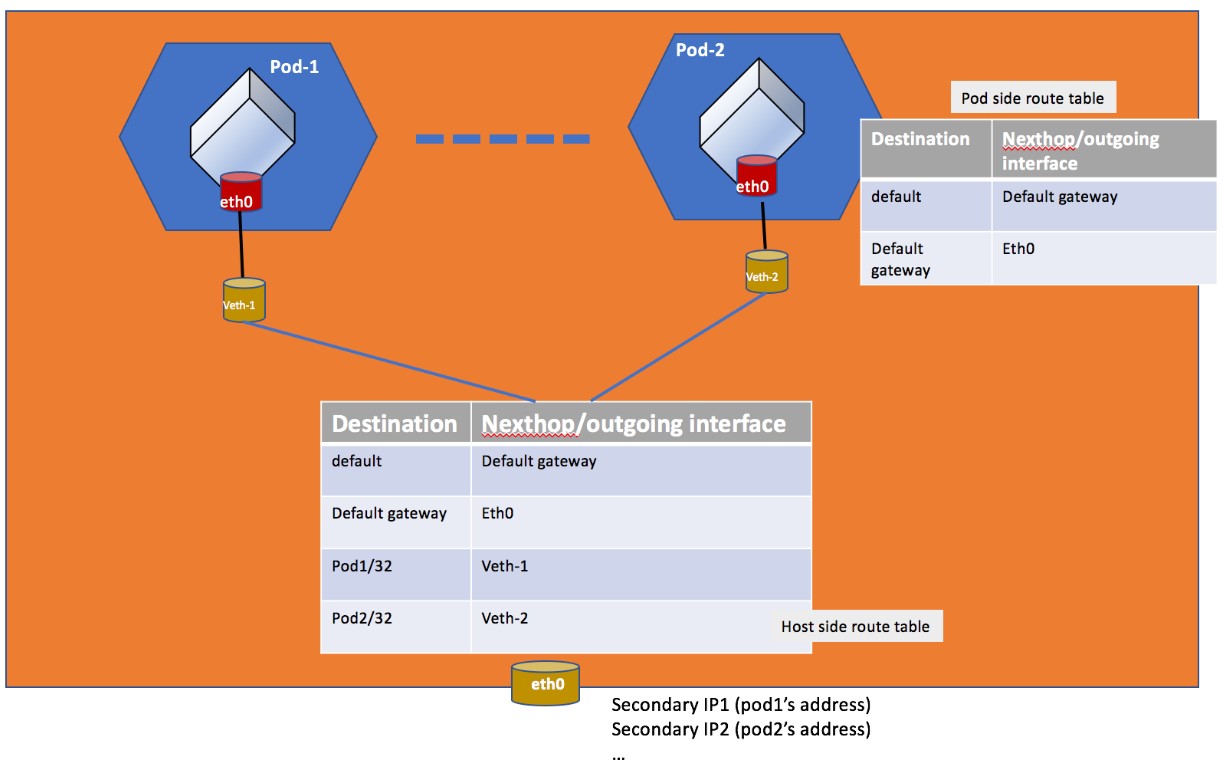 Pod-1
Pod-2
eth0
eth0
Veth-1
Veth-2
Pod side route table
Destination
Nexthop/outgoing
interface
default
Default gateway
Default
gateway
Eth0
Destination
Nexthop/outgoing interface
default
Default gateway
Default gateway
Eth0
Pod1/32
Veth-1
Pod2/32
Veth-2
Host side route table
eth0
Secondary IP1 (pod1’s address)
Secondary IP2 (pod2’s address)
…